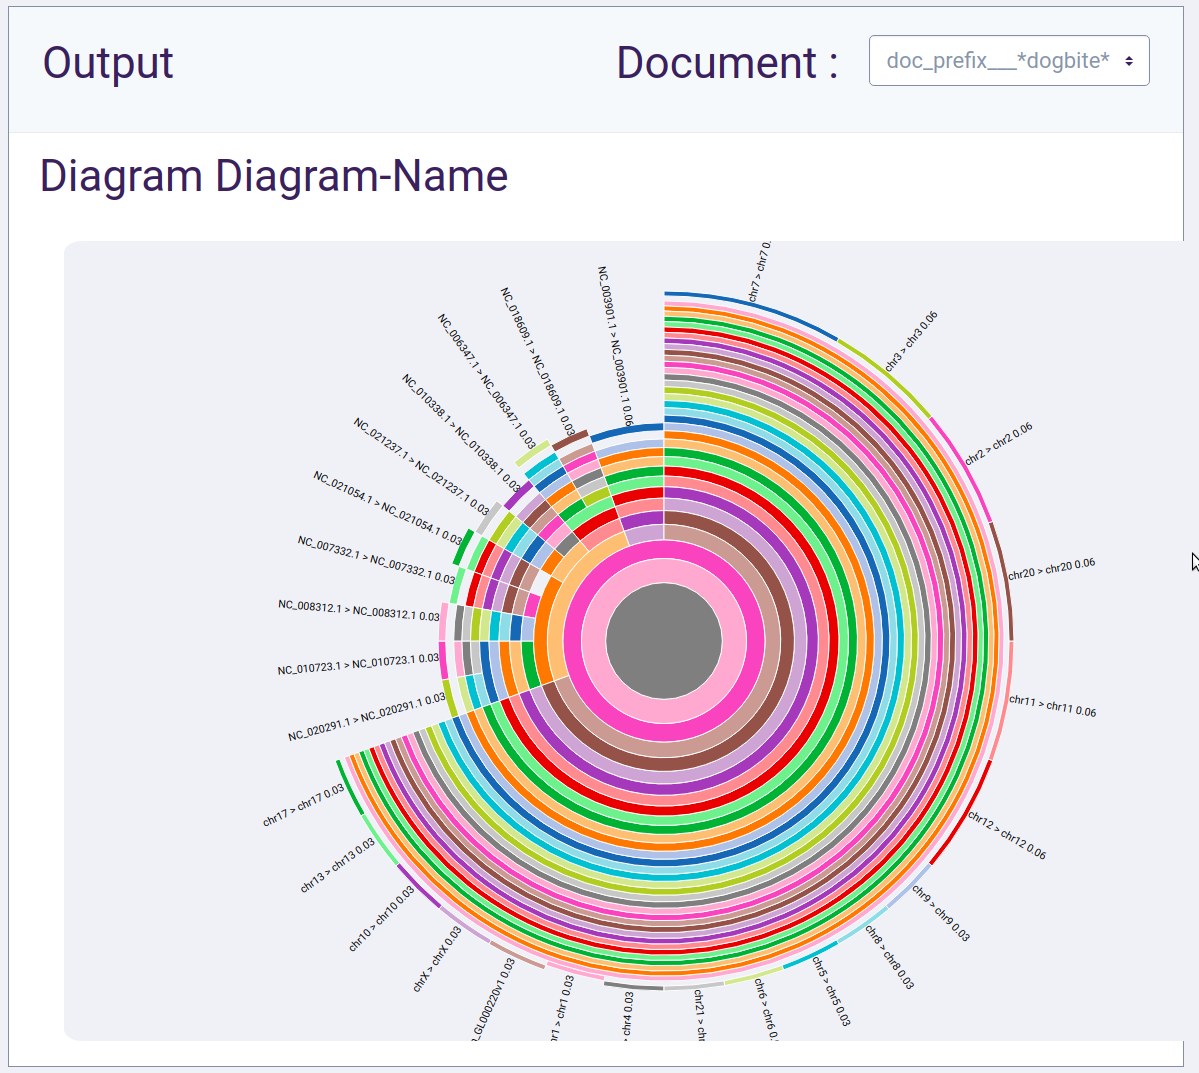 Output
Document :
doc_prefix___*dogbite*
Diagram Diagram-Name
chr7 > chr7 0.
chr3 > chr3 0.06
chr2 > chr2 0.06
chr20 > chr20 0.06
chr11 > chr11 0.06
chr12 > chr12 0.06
chr9 > chr9 0.03
chr8 > chr8 0.03
chr5 > chr5 0.03
chr6 > chr6 0.
chr21 > chr
> chr4 0.03
> chr1 0.03
_GL000220v1 0.03
chrX > chrX 0.03
chr10 > chr10 0.03
chr13 > chr13 0.03
chr17 > chr17 0.03
NC_020291.1 > NC_020291.1 0.03
NC_010723.1 > NC_010723.1 0.03
NC_008312.1 > NC_008312.1 0.03
NC_007332.1 > NC_007332.1 0.03
NC_021054.1 > NC_021054.1 0.03
NC_021237.1 > NC_021237.1 0.03
NC_010338.1 > NC_010338.1 0.03
NC_006347.1 > NC_006347.1 0.03
NC_018609.1 > NC_018609.1 0.03
NC_003901.1 > NC_003901.1 0.06